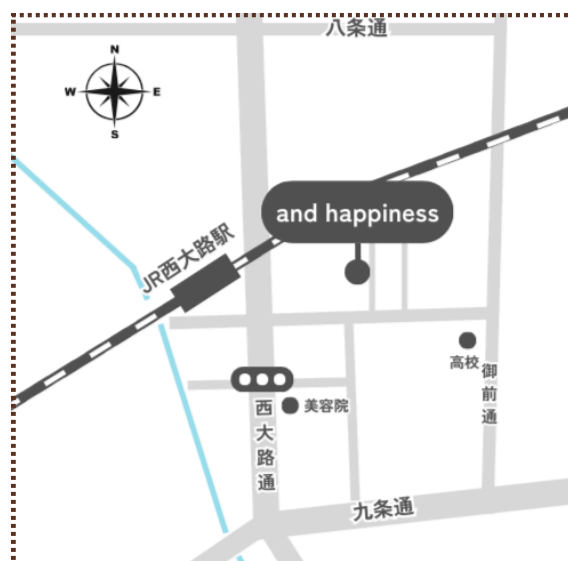 八条通
N
W E
S
and happiness
JR西大路駅
高校
御前通
美容院
西大路通
九条通